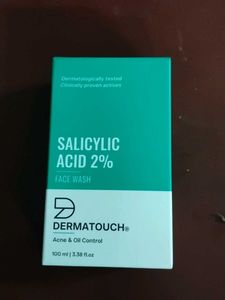 Dermatologically tested
Clinically proven actives
SALICYLIC
ACID 2%
FACE WASH
DERMATOUCH®
Acne & Oil Control
100 ml | 3.38 fl.oz